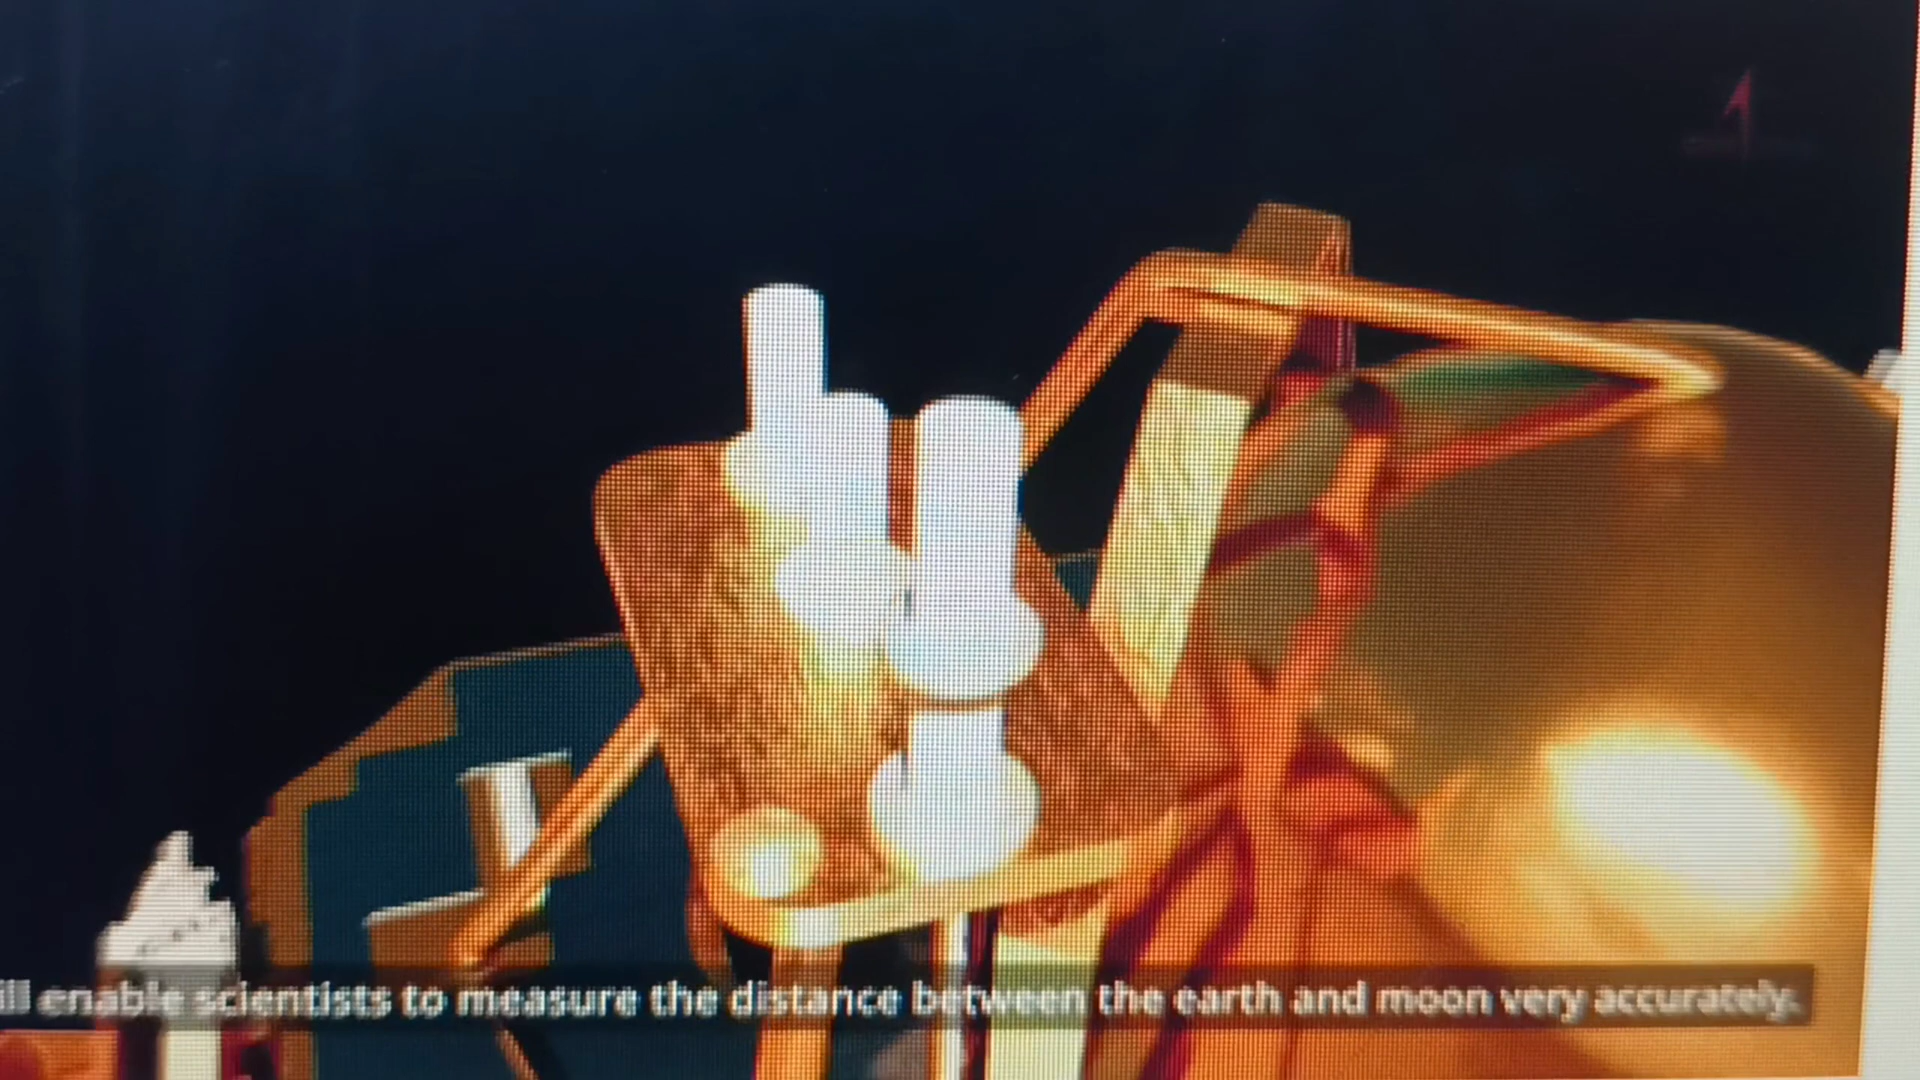 enable scientists to measure the distance between the earth and moon very accurately.